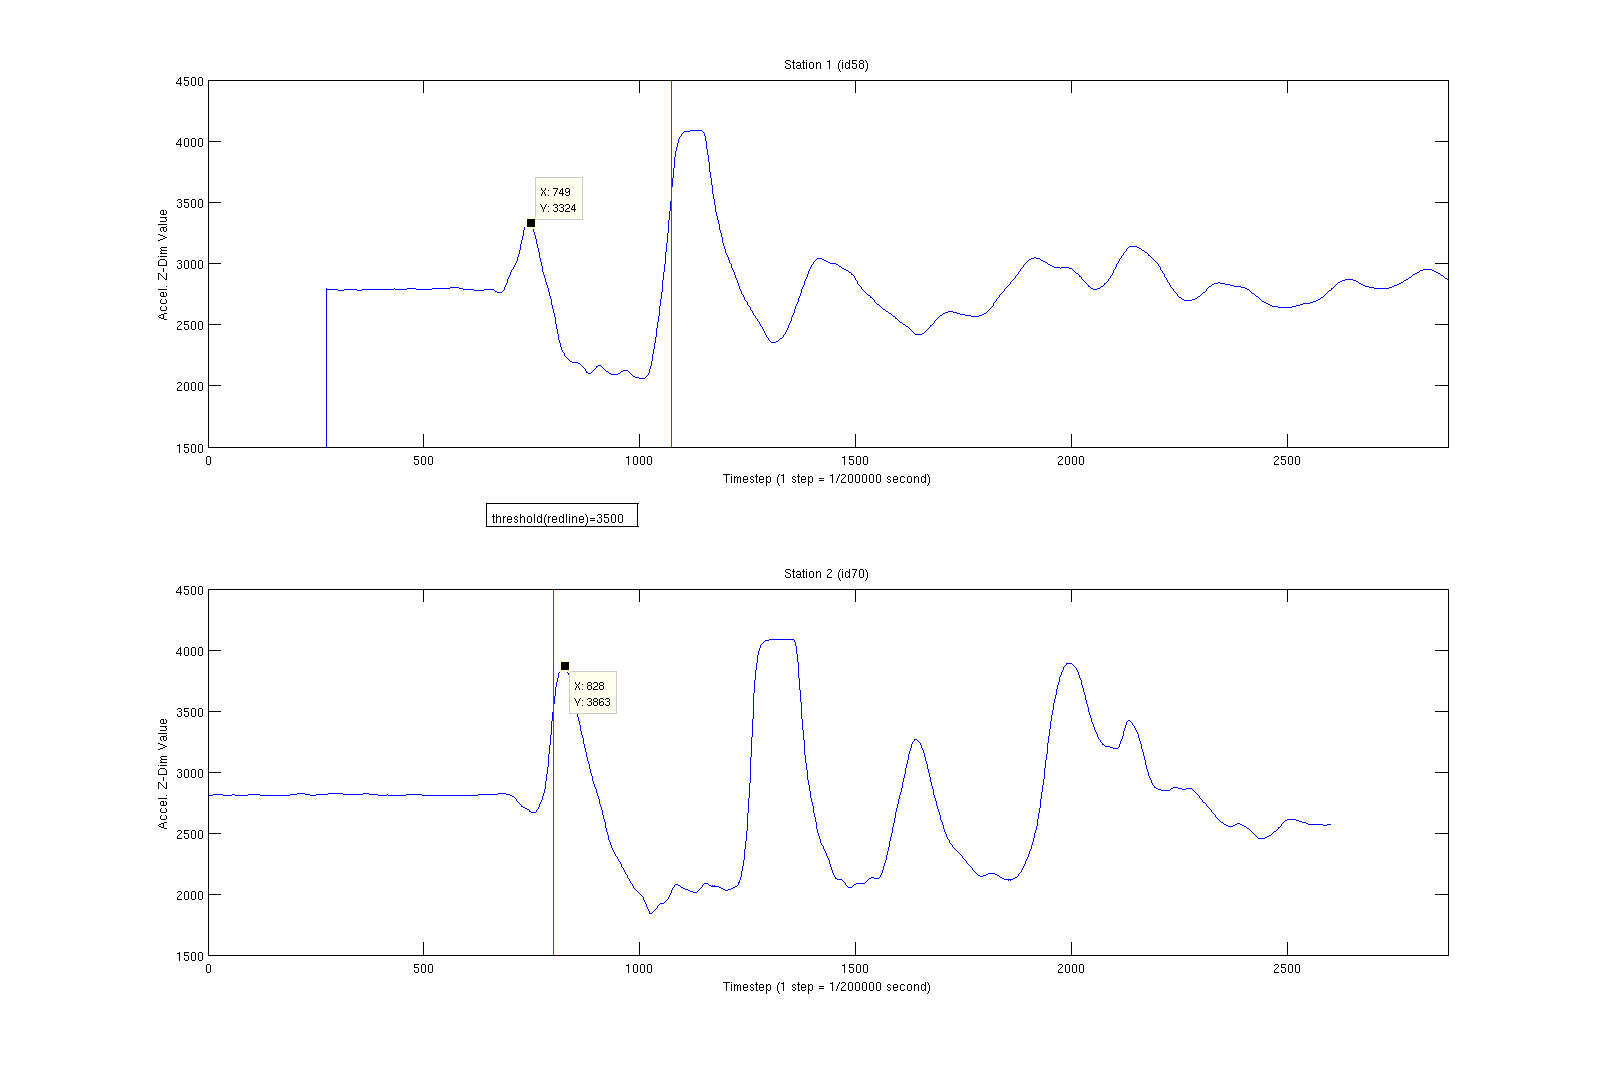 Station 1 (id58)
4500
4000
3500
3000
2500
2000
1500
Accel. Z-Dim Value
X: 749
Y: 3324
0 500 1000 1500 2000 2500
Timestep (1 step = 1/200000 second)
threshold(redline)=3500
Station 2 (id70)
4500
4000
3500
3000
2500
2000
1500
Accel. Z-Dim Value
X: 828
Y: 3863
0 500 1000 1500 2000 2500
Timestep (1 step = 1/200000 second)